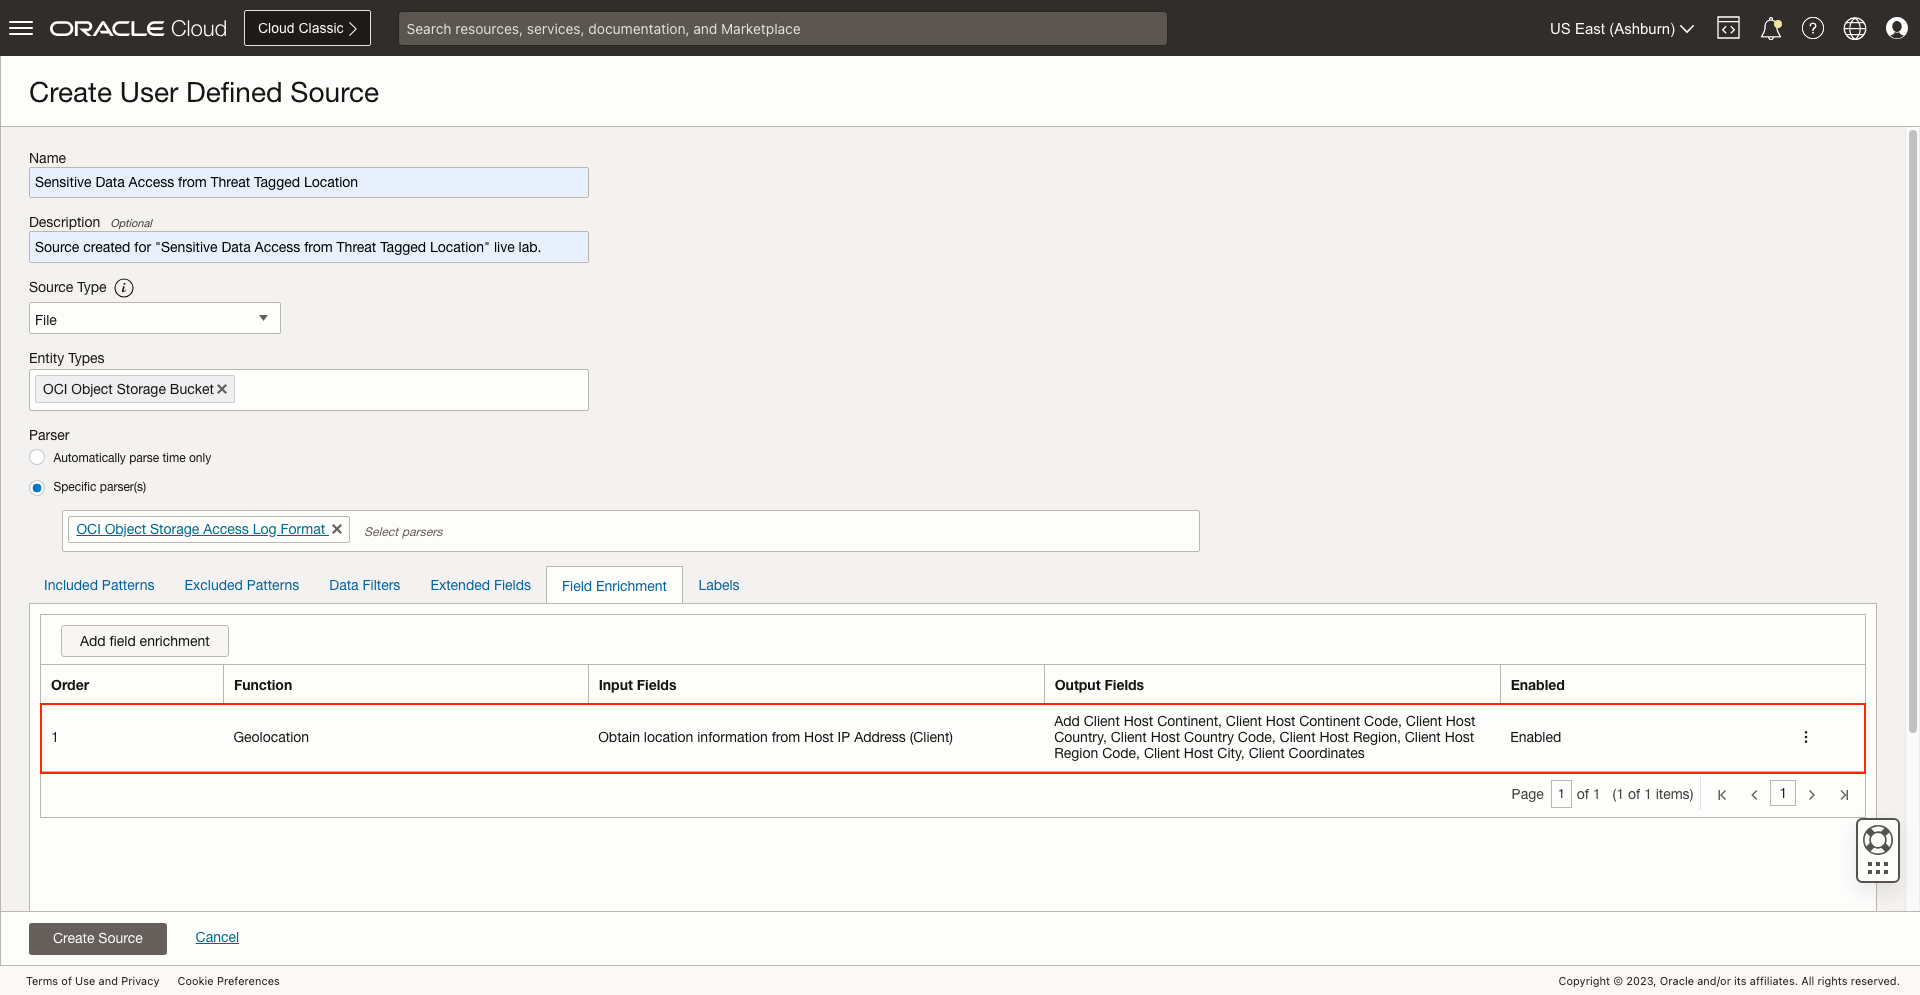 ORACLE Cloud
Cloud Classic
Search resources, services, documentation, and Marketplace
US East (Ashburn)
Create User Defined Source
Name
Sensitive Data Access from Threat Tagged Location
Description Optional
Source created for "Sensitive Data Access from Threat Tagged Location" live lab.
Source Type
File
Entity Types
OCI Object Storage Bucket
Parser
Automatically parse time only
Specific parser(s)
OCI Object Storage Access Log Format Select parsers
Included Patterns Excluded Patterns Data Filters Extended Fields Field Enrichment Labels
Add field enrichment
Order Function Input Fields Output Fields Enabled
1 Geolocation Obtain location information from Host IP Address (Client)
Add Client Host Continent, Client Host Continent Code, Client Host
Country, Client Host Country Code, Client Host Region, Client Host
Region Code, Client Host City, Client Coordinates
Enabled
Page 1 of 1 (1 of 1 items) 1
Create Source Cancel
Terms of Use and Privacy Cookie Preferences
Copyright © 2023, Oracle and/or its affiliates. All rights reserved.